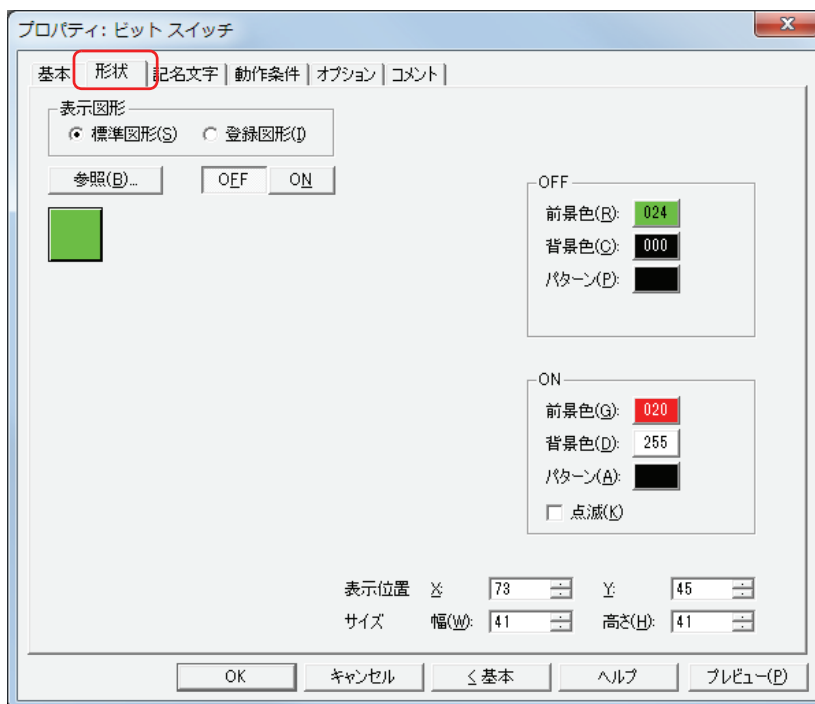 プロパティ: ビット スイッチ
基本 形状 記名文字 動作条件 オプション コメント
表示図形
標準図形(S) 登録図形(I)
参照(B)... OFF ON
OFF
前景色(R): 024
背景色(C): 000
パターン(P):
ON
前景色(G): 020
背景色(D): 255
パターン(A):
点滅(K)
表示位置 X: 73 Y: 45
サイズ 幅(W): 41 高さ(H): 41
OK キャンセル <基本 ヘルプ プレビュー(P)